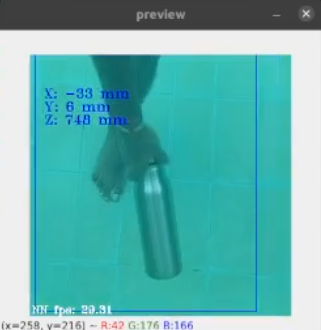 preview
X: -33 mm
Y: 6 mm
Z: 748 mm
NN fps: 29.31
(x=258, y=216) ~ R:42 G:176 B:166